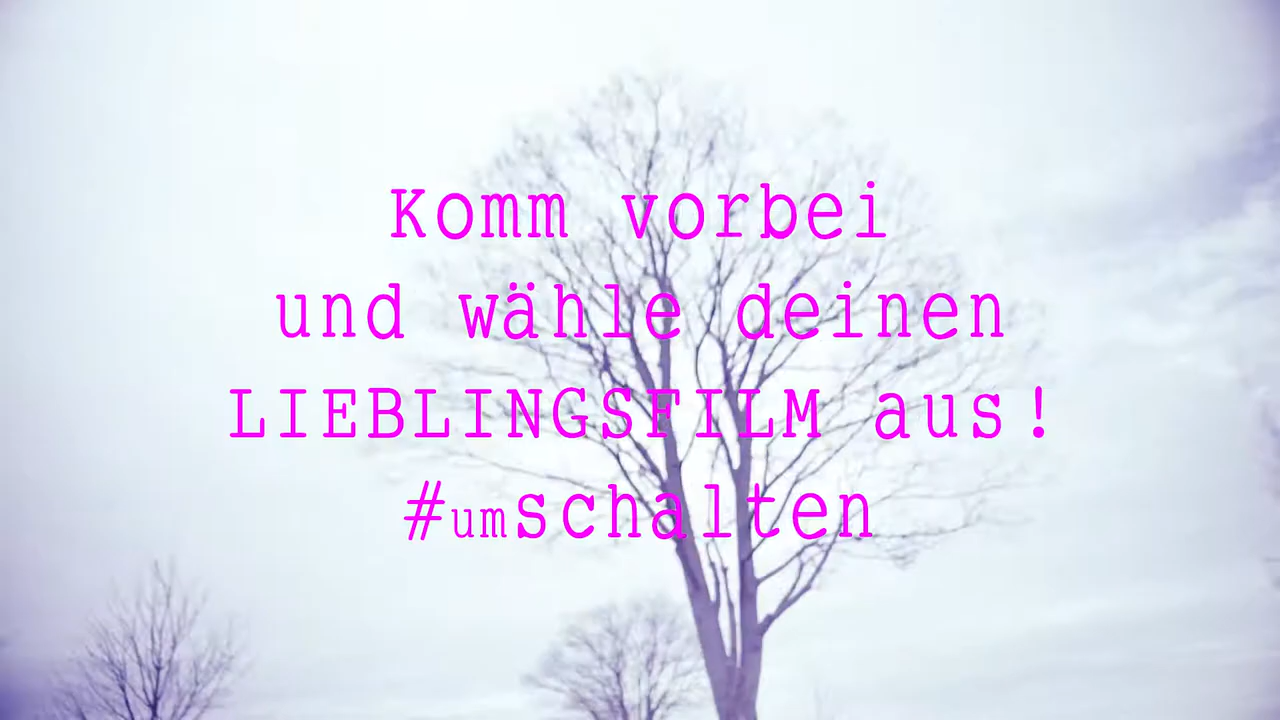 Komm vorbei
und wähle deinen
LIEBLINGSFILM aus!
#umschalten